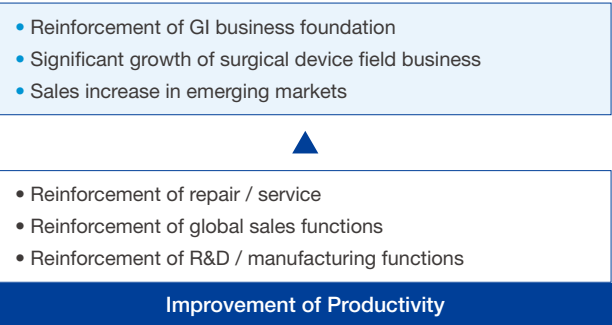 • Reinforcement of GI business foundation
• Significant growth of surgical device field business
• Sales increase in emerging markets
• Reinforcement of repair / service
• Reinforcement of global sales functions
• Reinforcement of R&D / manufacturing functions
Improvement of Productivity